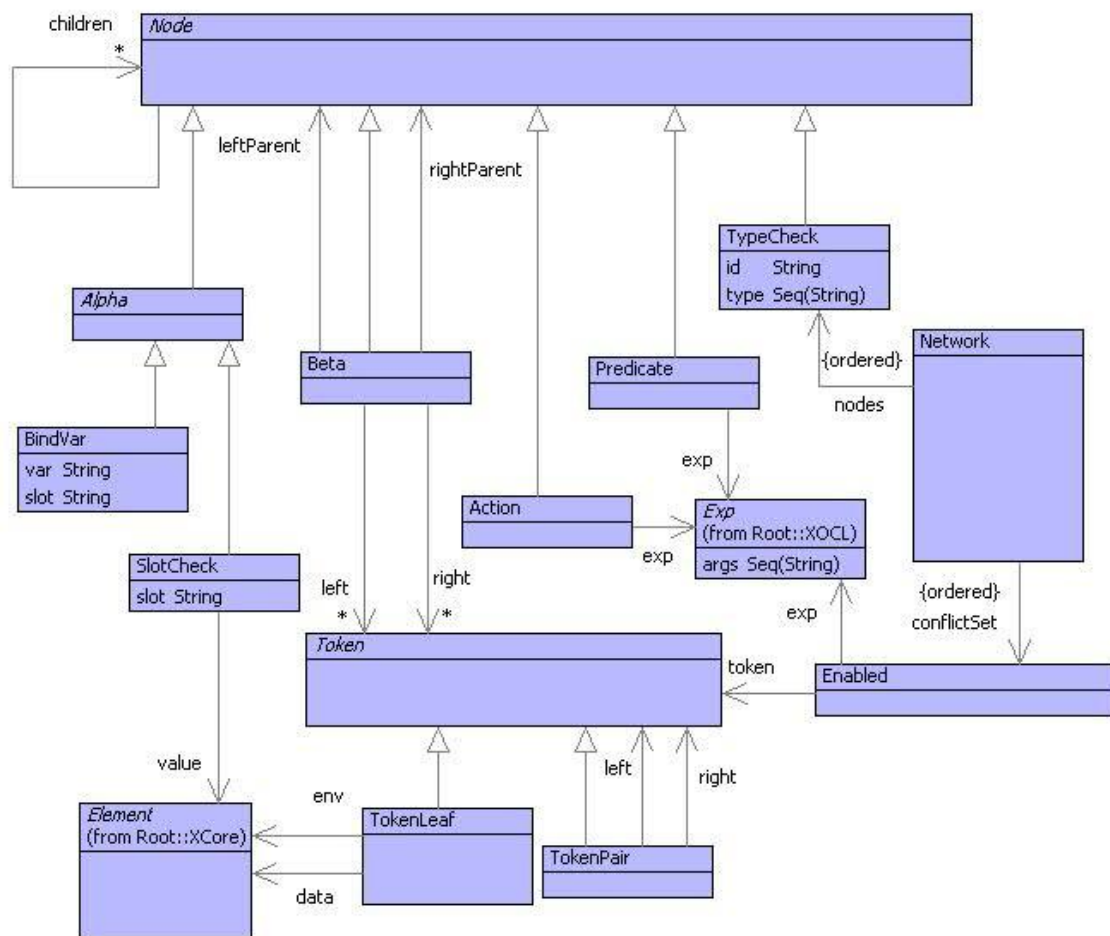 children
Node
*
leftParent
rightParent
TypeCheck
id String
type Seq(String)
Alpha
Network
Beta
Predicate
{ordered}
nodes
BindVar
var String
slot String
exp
Action
Exp
(from Root::XOCL)
args Seq(String)
exp
SlotCheck
slot String
left
right
*
*
exp
{ordered}
conflictSet
Token
token
Enabled
value
env
left
right
Element
(from Root::XCore)
TokenLeaf
TokenPair
data